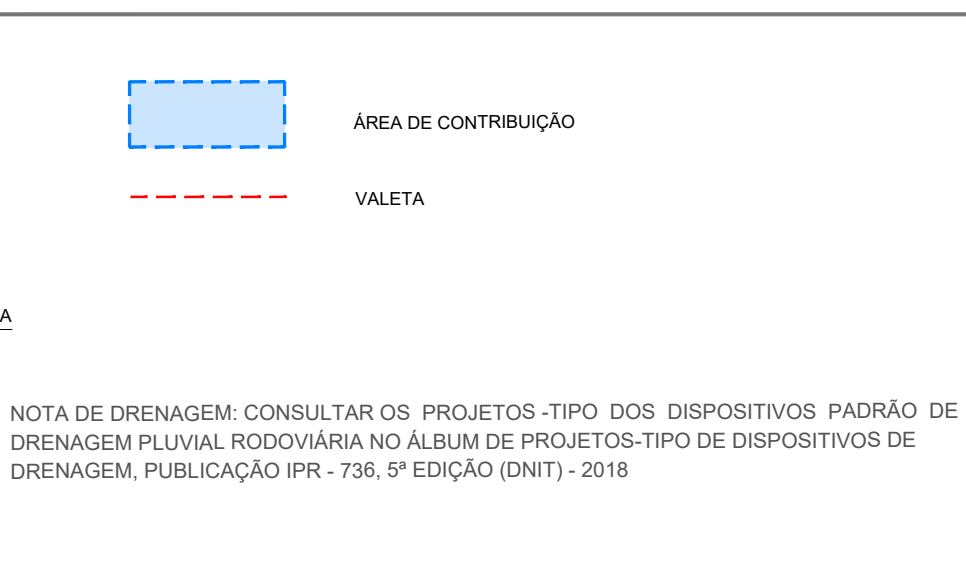 ÁREA DE CONTRIBUIÇÃO
VALETA
A
NOTA DE DRENAGEM: CONSULTAR OS PROJETOS -TIPO DOS DISPOSITIVOS PADRÃO DE
DRENAGEM PLUVIAL RODOVIÁRIA NO ÁLBUM DE PROJETOS-TIPO DE DISPOSITIVOS DE
DRENAGEM, PUBLICAÇÃO IPR - 736, 5ª EDIÇÃO (DNIT) - 2018